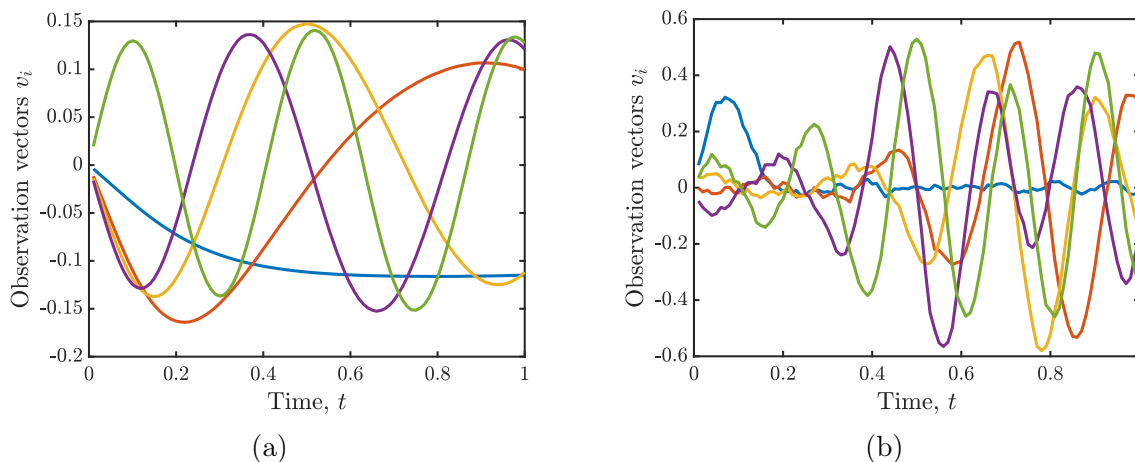 0.15
0.1
0.05
0
-0.05
-0.1
-0.15
-0.2
0 0.2 0.4 0.6 0.8 1
Observation vectors v_i
Time, t
(a)
0.6
0.4
0.2
0
-0.2
-0.4
-0.6
0 0.2 0.4 0.6 0.8
Observation vectors v_i
Time, t
(b)